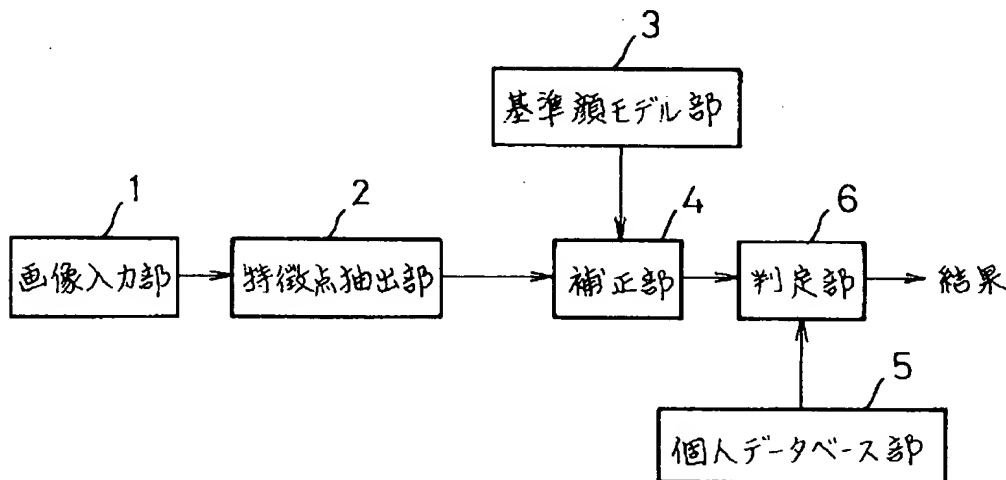 3
基準顔モデル部
1
2
4
6
画像入力部
特徴点抽出部
補正部
判定部
結果
5
個人データベース部